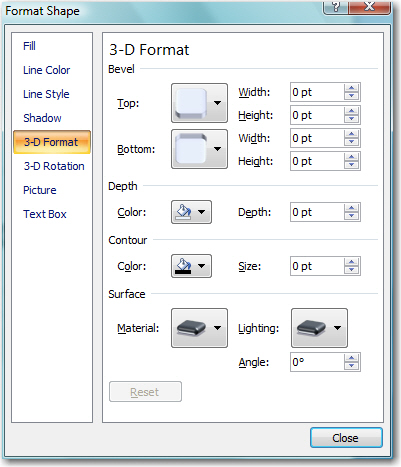 Format Shape
?
Fill
Line Color
Line Style
Shadow
3-D Format
3-D Rotation
Picture
Text Box
3-D Format
Bevel
Top:
Width: 0 pt
Height: 0 pt
Bottom:
Width: 0 pt
Height: 0 pt
Depth
Color: Depth: 0 pt
Contour
Color: Size: 0 pt
Surface
Material: Lighting:
Angle: 0°
Reset
Close